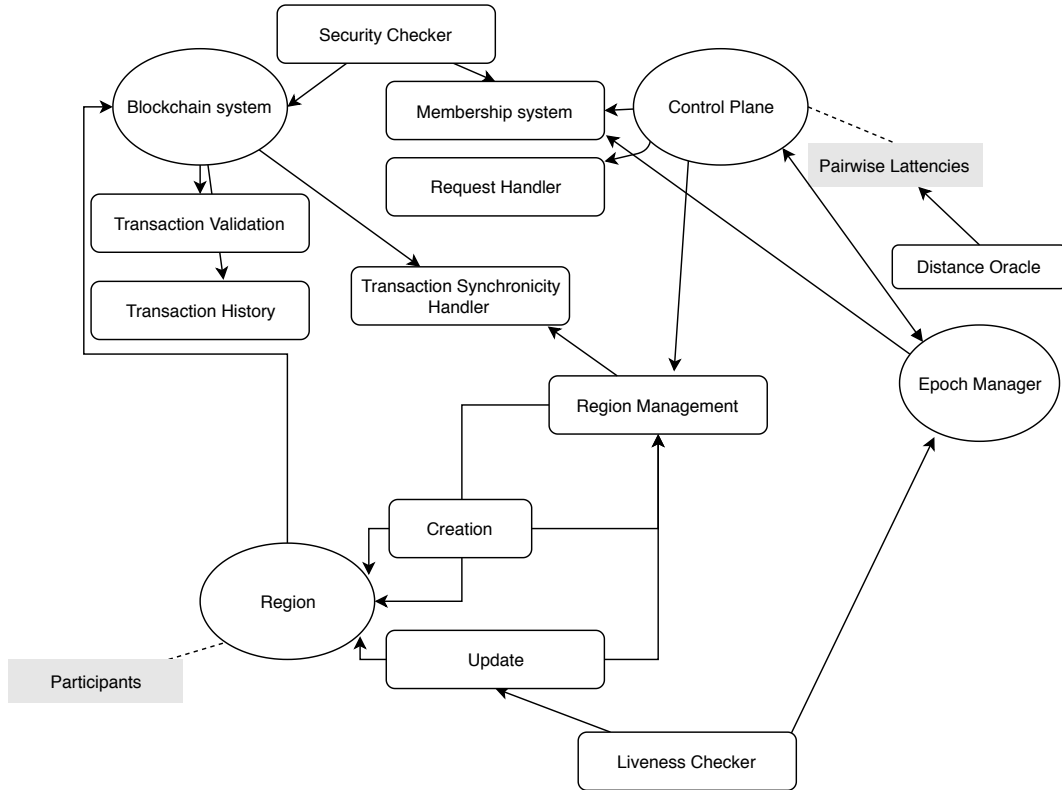 Security Checker
Blockchain system
Membership system
Control Plane
Pairwise Lattencies
Request Handler
Transaction Validation
Distance Oracle
Transaction Synchronicity
Handler
Transaction History
Epoch Manager
Region Management
Creation
Region
Update
Participants
Liveness Checker